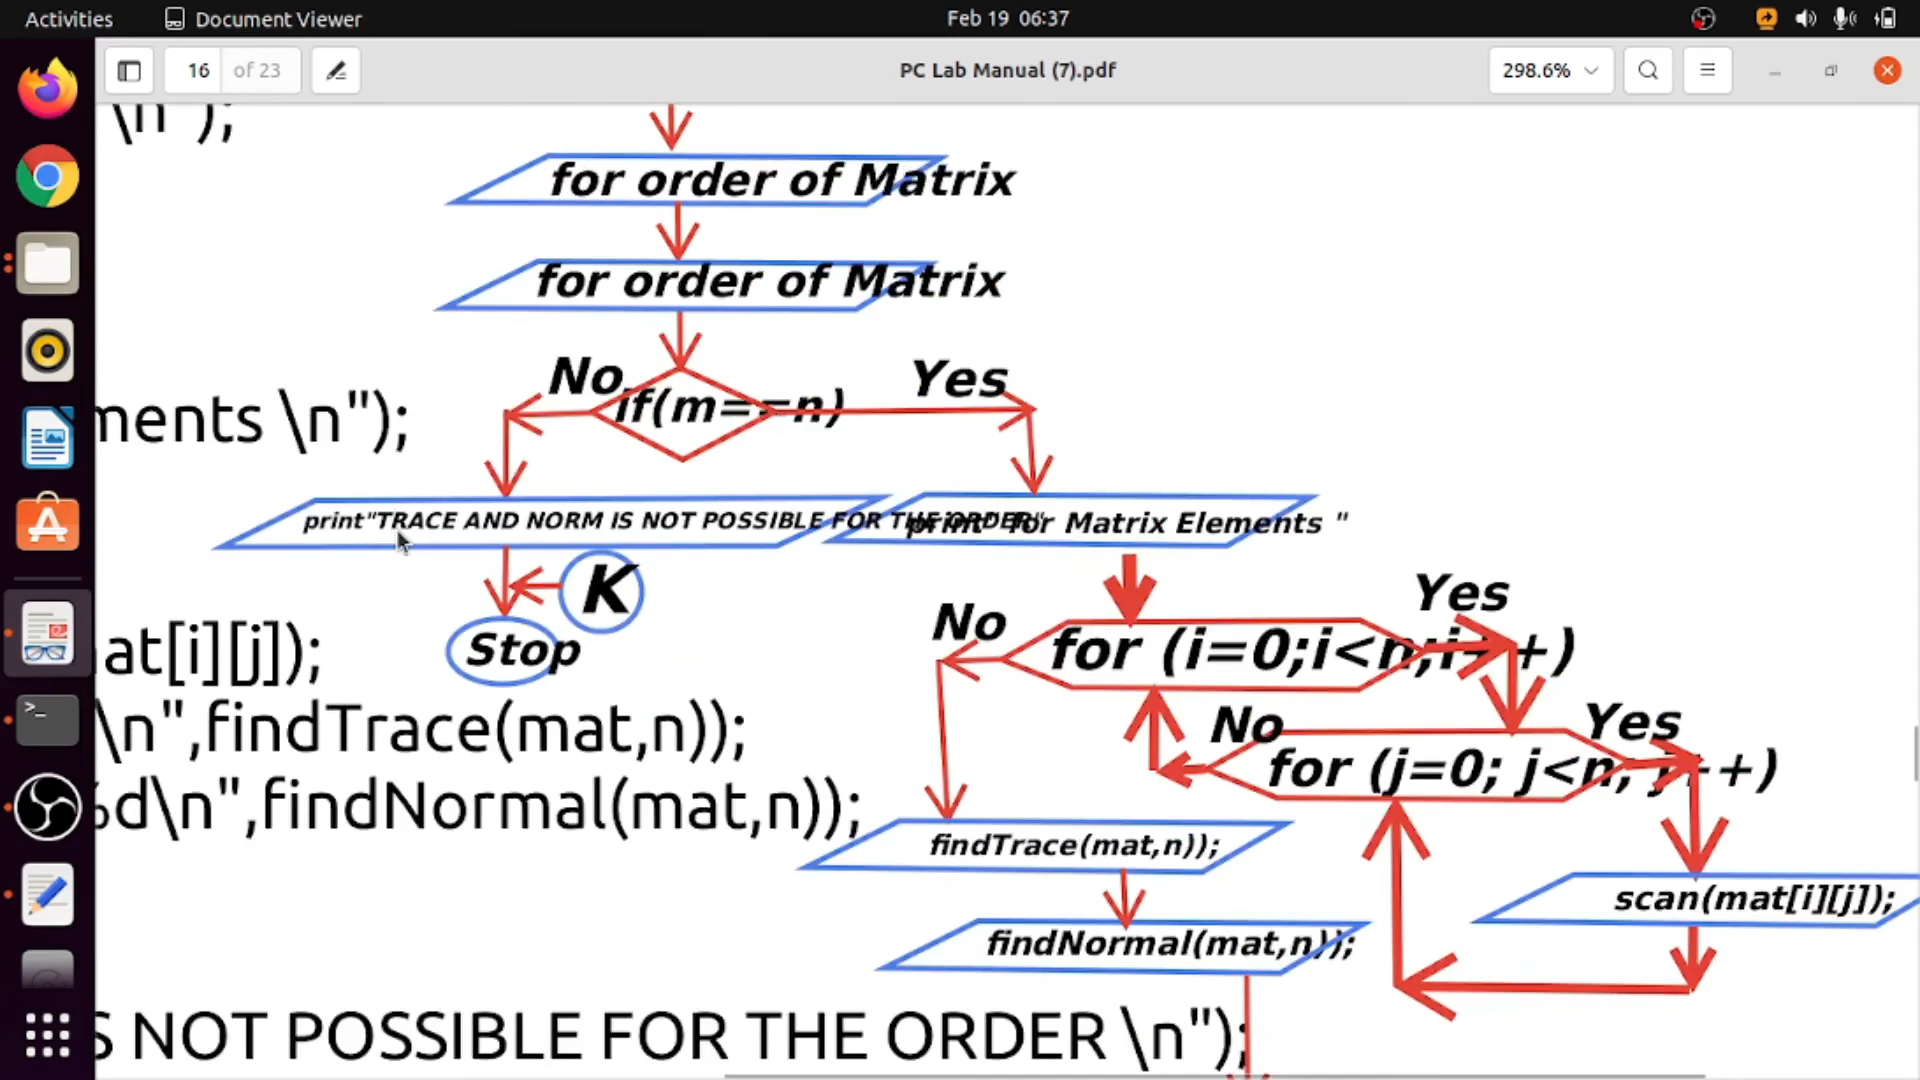 Activities
Document Viewer
Feb 19 06:37
16
of 23
PC Lab Manual (7).pdf
298.6%
\n");
for order of Matrix
for order of Matrix
No
Yes
if(m==n)
ments \n");
print"TRACE AND NORM IS NOT POSSIBLE FOR THE ORDER"
print" for Matrix Elements "
K
Stop
No
Yes
for (i=0;i<n;i++)
No
Yes
for (j=0; j<n; j++)
at[i][j]);
\n",findTrace(mat,n));
%d\n",findNormal(mat,n));
findTrace(mat,n));
scan(mat[i][j]);
findNormal(mat,n));
S NOT POSSIBLE FOR THE ORDER \n");